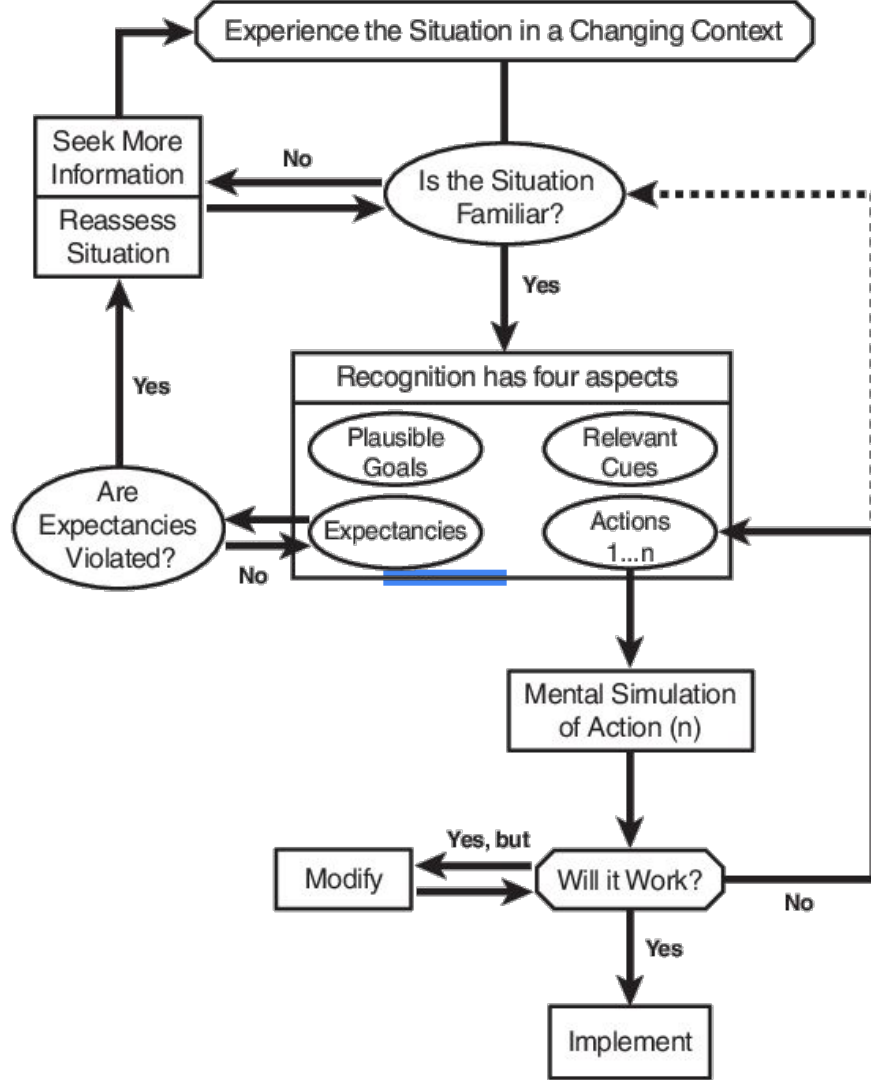 Experience the Situation in a Changing Context
Seek More
Information
Reassess
Situation
No
Is the Situation
Familiar?
Yes
Yes
Recognition has four aspects
Plausible
Goals
Relevant
Cues
Are
Expectancies
Violated?
No
Expectancies
Actions
1...n
Mental Simulation
of Action (n)
Yes, but
Modify
Will it Work?
No
Yes
Implement